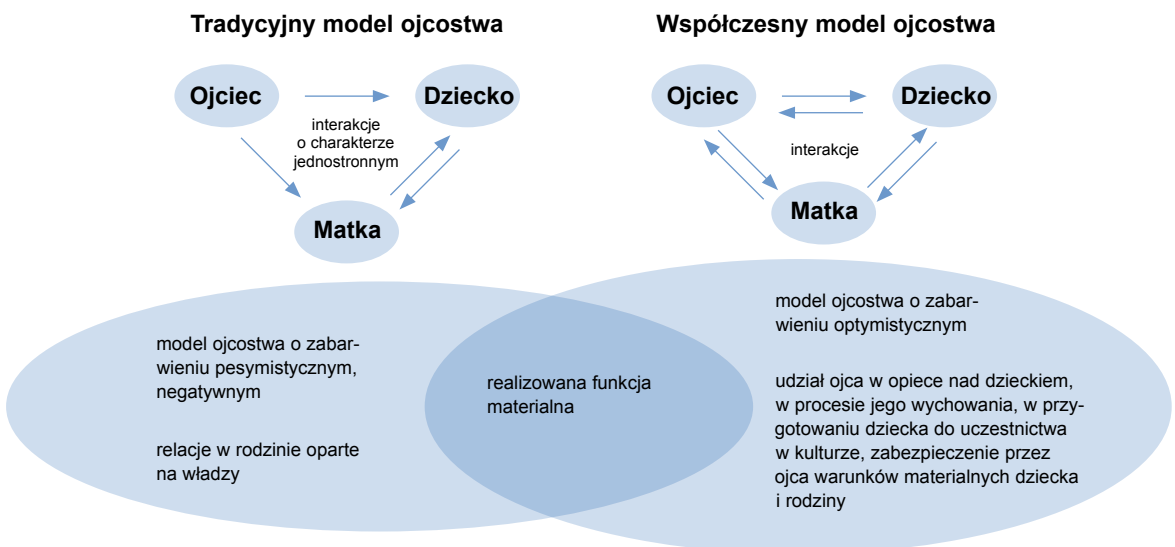 Tradycyjny model ojcostwa
Ojciec
Dziecko
interakcje
o charakterze
jednostronnym
Matka
Współczesny model ojcostwa
Ojciec
Dziecko
interakcje
Matka
model ojcostwa o zabar-
wieniu pesymistycznym,
negatywnym
relacje w rodzinie oparte
na władzy
realizowana funkcja
materialna
model ojcostwa o zabar-
wieniu optymistycznym
udział ojca w opiece nad dzieckiem,
w procesie jego wychowania, w przy-
gotowaniu dziecka do uczestnictwa
w kulturze, zabezpieczenie przez
ojca warunków materialnych dziecka
i rodziny